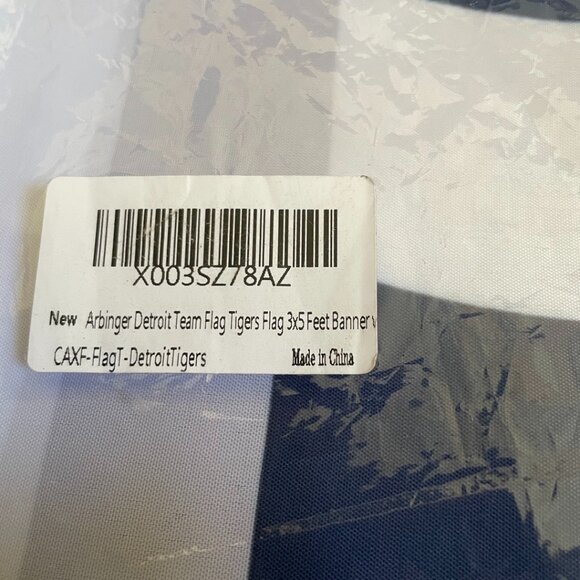 X003SZ78AZ
New Arbinger Detroit Team Flag Tigers Flag 3x5 Feet Banner
CAXF-FlagT-DetroitTigers Made in China